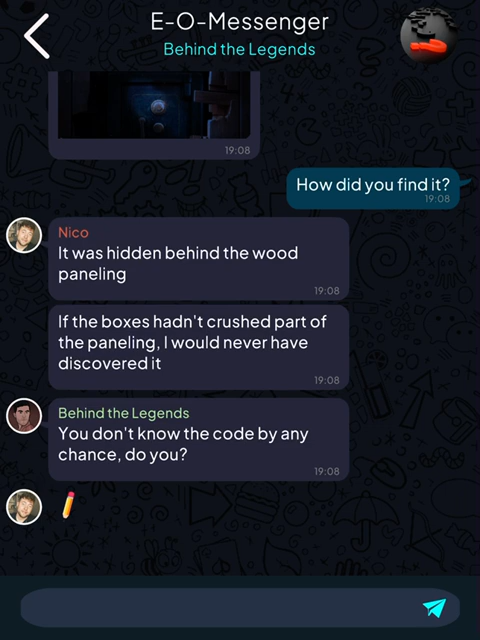 E-O-Messenger
Behind the Legends
19:08
How did you find it?
19:08
Nico
It was hidden behind the wood
paneling
19:08
If the boxes hadn't crushed part of
the paneling, I would never have
discovered it
19:08
Behind the Legends
You don't know the code by any
chance, do you?
19:08